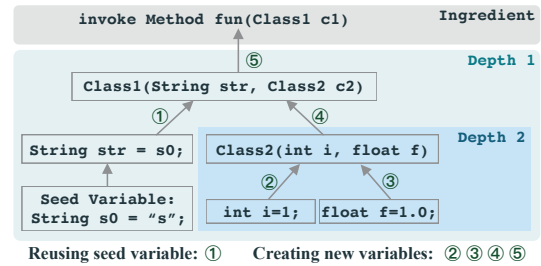 invoke Method fun(Class1 c1)
Ingredient
⑤
Depth 1
Class1(String str, Class2 c2)
① ④
Depth 2
String str = s0;
Class2(int i, float f)
② ③
Seed Variable:
String s0 = “s”;
int i=1;
float f=1.0;
Reusing seed variable: ① Creating new variables: ② ③ ④ ⑤